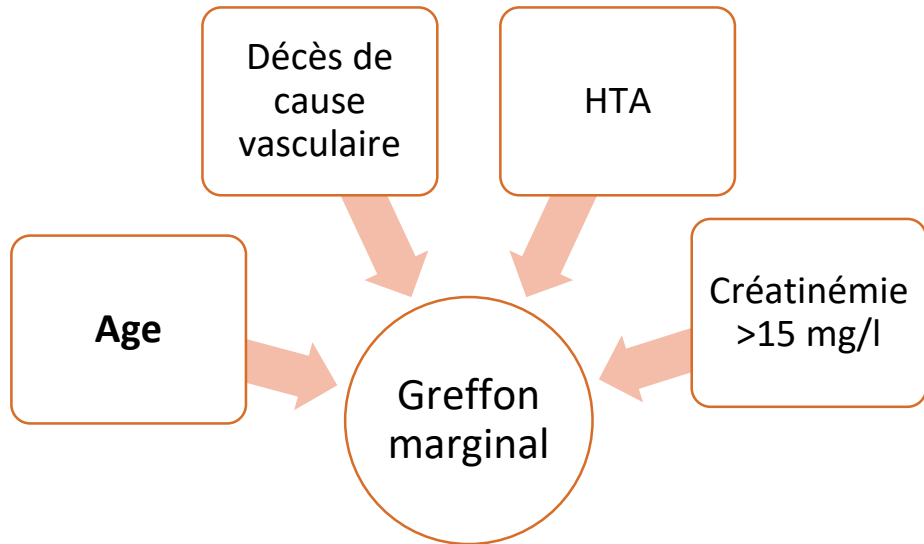 Décès de
cause
vasculaire
HTA
Age
Créatinémie
>15 mg/l
Greffon
marginal